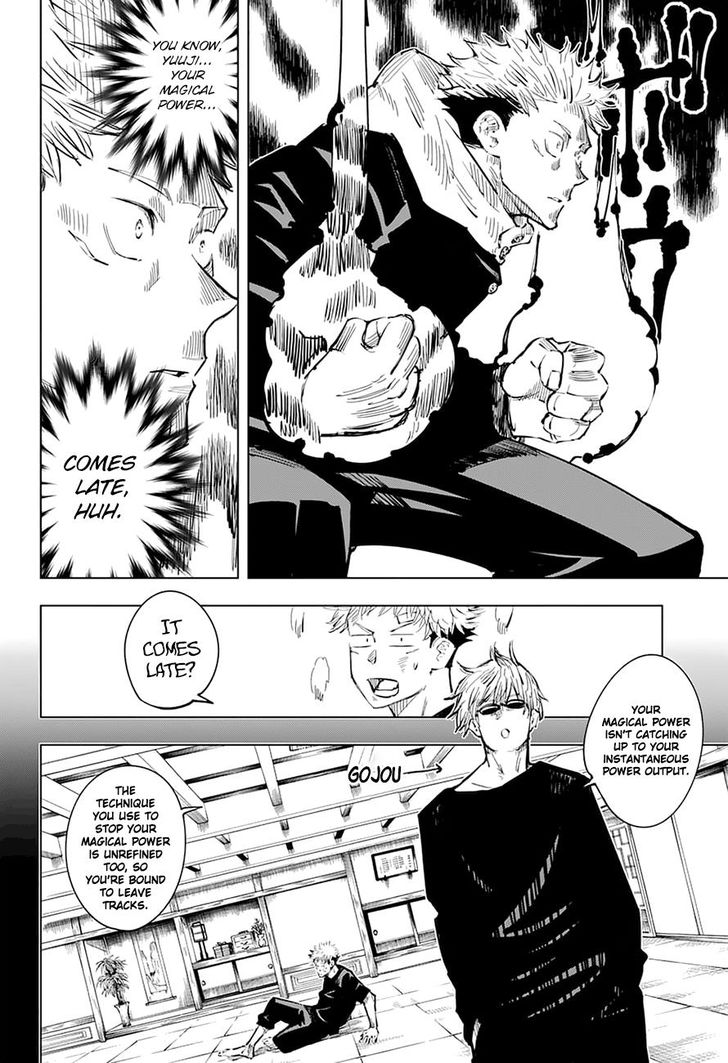 YOU KNOW,
YUUJI...
YOUR
MAGICAL
POWER...
COMES
LATE,
HUH.
IT
COMES
LATE?
YOUR
MAGICAL POWER
ISN'T CATCHING
UP TO YOUR
INSTANTANEOUS
POWER OUTPUT.
GOJOU
THE
TECHNIQUE
YOU USE TO
STOP YOUR
MAGICAL POWER
IS UNREFINED
TOO, SO
YOU'RE BOUND
TO LEAVE
TRACKS.